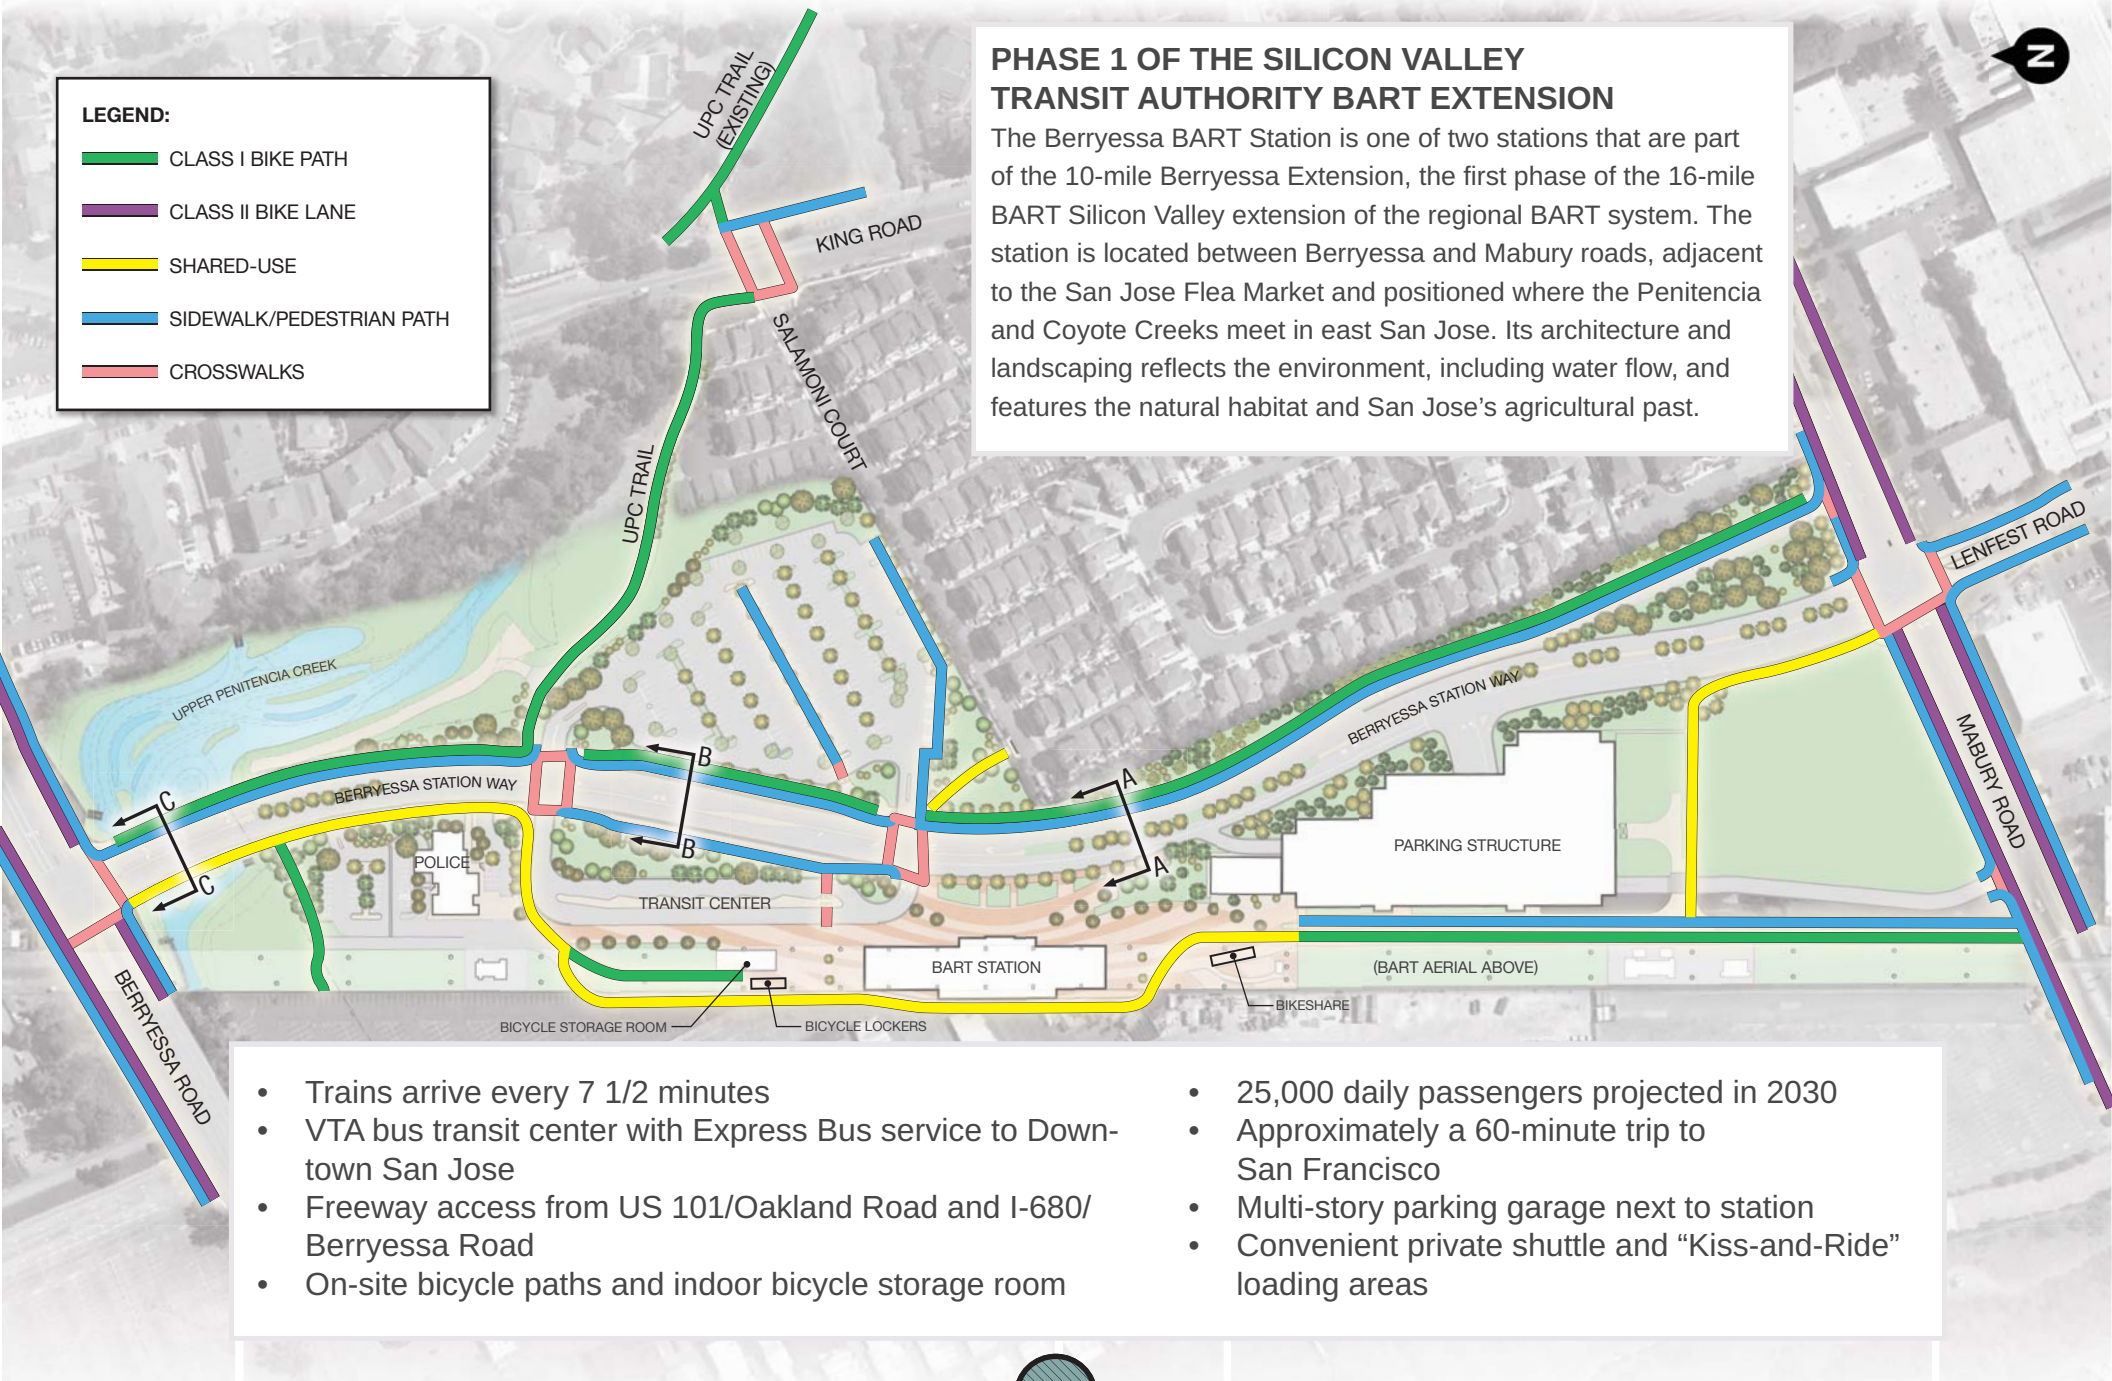 PHASE 1 OF THE SILICON VALLEY
TRANSIT AUTHORITY BART EXTENSION
The Berryessa BART Station is one of two stations that are part
of the 10-mile Berryessa Extension, the first phase of the 16-mile
BART Silicon Valley extension of the regional BART system. The
station is located between Berryessa and Mabury roads, adjacent
to the San Jose Flea Market and positioned where the Penitencia
and Coyote Creeks meet in east San Jose. Its architecture and
landscaping reflects the environment, including water flow, and
features the natural habitat and San Jose’s agricultural past.
N
LEGEND:
CLASS I BIKE PATH
CLASS II BIKE LANE
SHARED-USE
SIDEWALK/PEDESTRIAN PATH
CROSSWALKS
UPC TRAIL
(EXISTING)
KING ROAD
SALAMONI COURT
UPC TRAIL
LENFEST ROAD
UPPER PENITENCIA CREEK
BERRYESSA STATION WAY
BERRYESSA STATION WAY
MABURY ROAD
B
B
A
A
C
C
POLICE
PARKING STRUCTURE
TRANSIT CENTER
BART STATION
(BART AERIAL ABOVE)
BIKESHARE
BICYCLE STORAGE ROOM
BICYCLE LOCKERS
BERRYESSA ROAD
• Trains arrive every 7 1/2 minutes
• VTA bus transit center with Express Bus service to Down-
town San Jose
• Freeway access from US 101/Oakland Road and I-680/
Berryessa Road
• On-site bicycle paths and indoor bicycle storage room
• 25,000 daily passengers projected in 2030
• Approximately a 60-minute trip to
San Francisco
• Multi-story parking garage next to station
• Convenient private shuttle and “Kiss-and-Ride”
loading areas